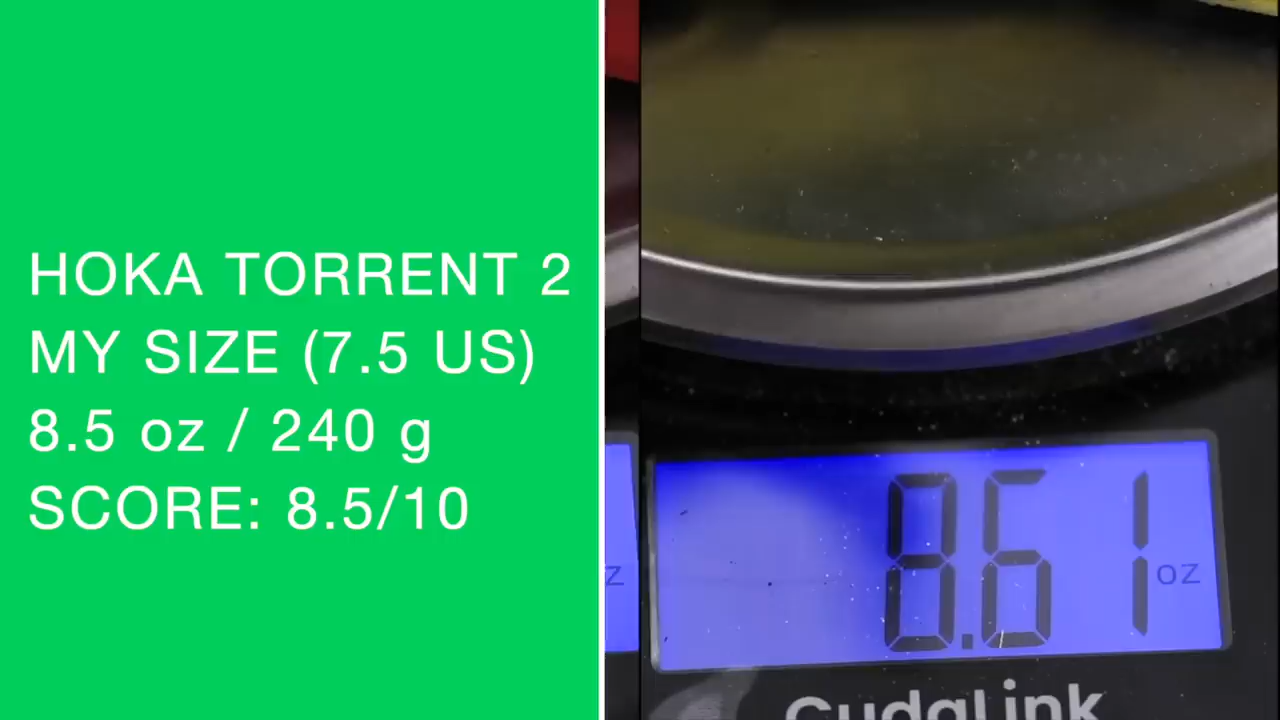 HOKA TORRENT 2
MY SIZE (7.5 US)
8.5 oz / 240 g
SCORE: 8.5/10
8.61 oz
CudaLink